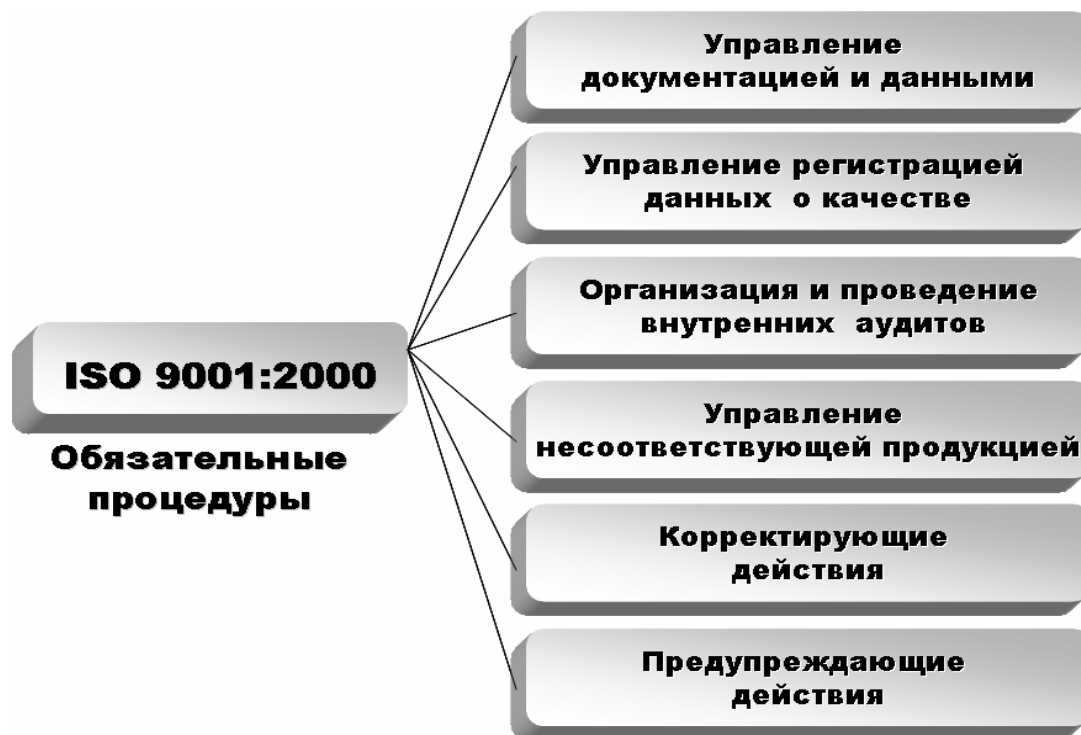 Управление
документацией и данными
Управление регистрацией
данных о качестве
Организация и проведение
внутренних аудитов
ISO 9001:2000
Обязательные
процедуры
Управление
несоответствующей продукцией
Корректирующие
действия
Предупреждающие
действия